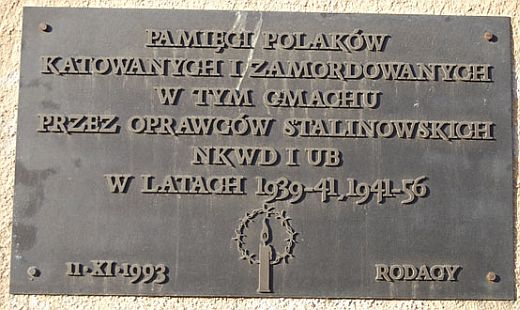 PAMIĘCI POLAKÓW
KATOWANYCH I ZAMORDOWANYCH
W TYM GMACHU
PRZEZ OPRAWCÓW STALINOWSKICH
NKWD I UB
W LATACH 1939-41, 1941-56
11·XI·1993 RODACY